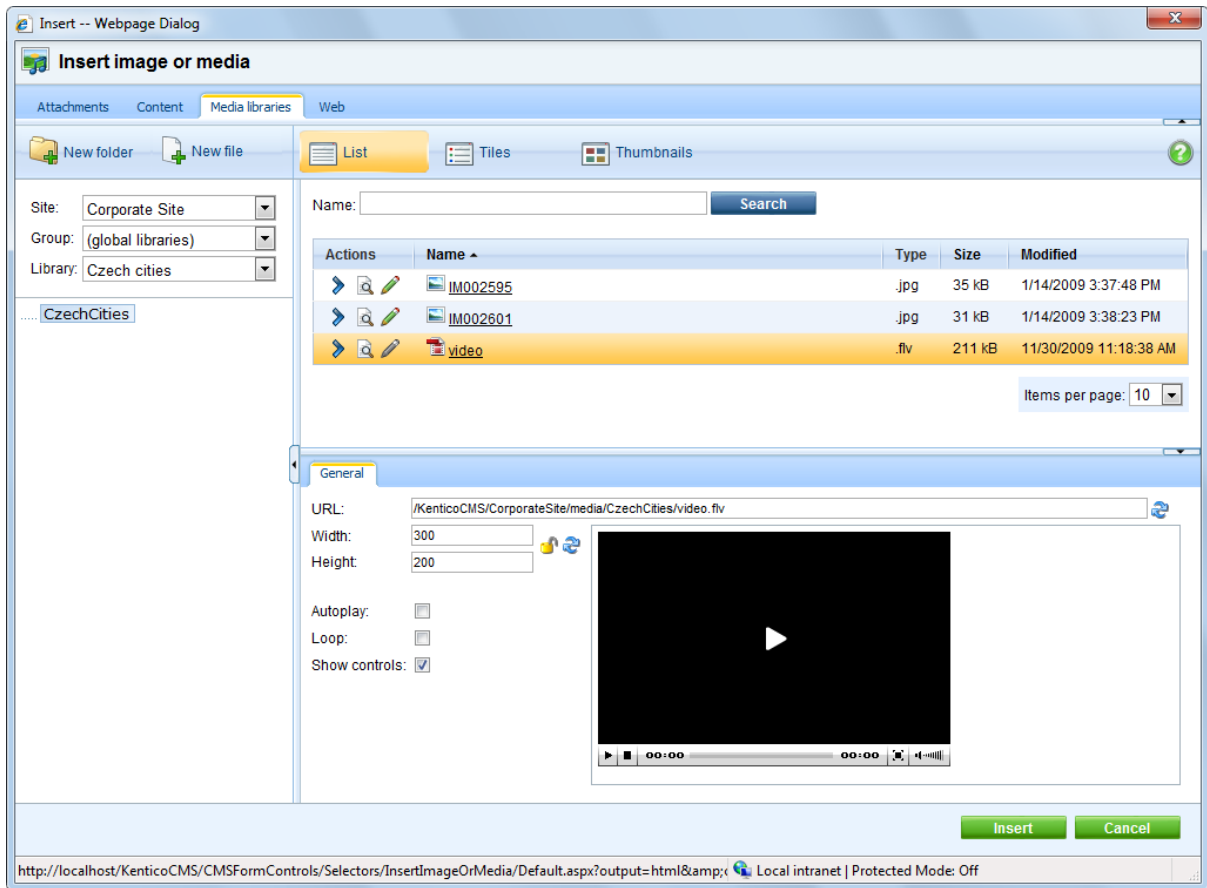 Insert -- Webpage Dialog
Insert image or media
Attachments Content Media libraries Web
New folder New file List Tiles Thumbnails
Site: Corporate Site
Group: (global libraries)
Library: Czech cities
CzechCities
Name: Search
Actions Name Type Size Modified
IM002595 .jpg 35 kB 1/14/2009 3:37:48 PM
IM002601 .jpg 31 kB 1/14/2009 3:38:23 PM
video .flv 211 kB 11/30/2009 11:18:38 AM
Items per page: 10
General
URL: /KenticoCMS/CorporateSite/media/CzechCities/video.flv
Width: 300
Height: 200
Autoplay:
Loop:
Show controls:
00:00 00:00
Insert Cancel
http://localhost/KenticoCMS/CMSFormControls/Selectors/InsertImageOrMedia/Default.aspx?output=html&amp;c Local intranet | Protected Mode: Off